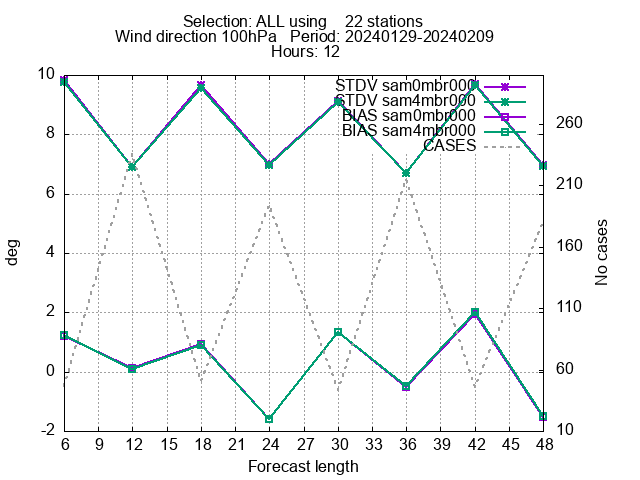 Selection: ALL using    22 stations
Wind direction 100hPa   Period: 20240129-20240209
Hours: 12
STDV sam0mbr000
STDV sam4mbr000
BIAS sam0mbr000
BIAS sam4mbr000
CASES
10
8
6
4
2
0
-2
deg
260
210
160
110
60
10
No cases
6 9 12 15 18 21 24 27 30 33 36 39 42 45 48
Forecast length